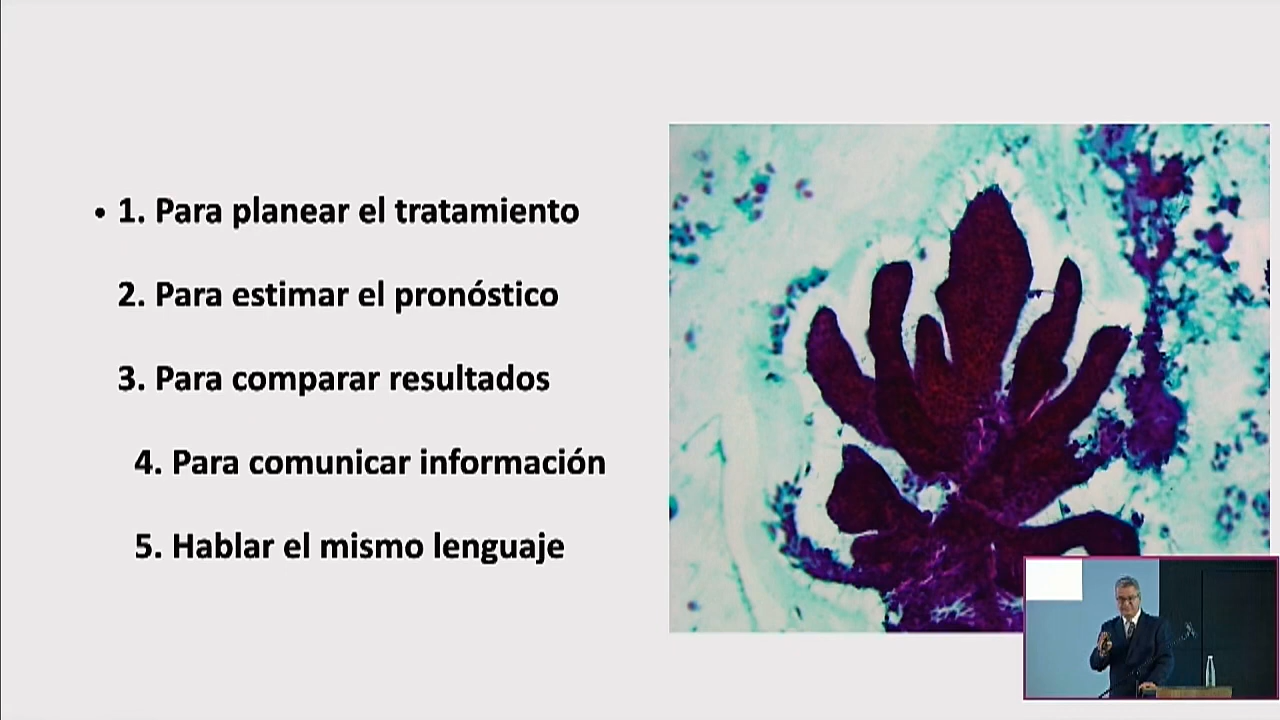 • 1. Para planear el tratamiento
2. Para estimar el pronóstico
3. Para comparar resultados
4. Para comunicar información
5. Hablar el mismo lenguaje